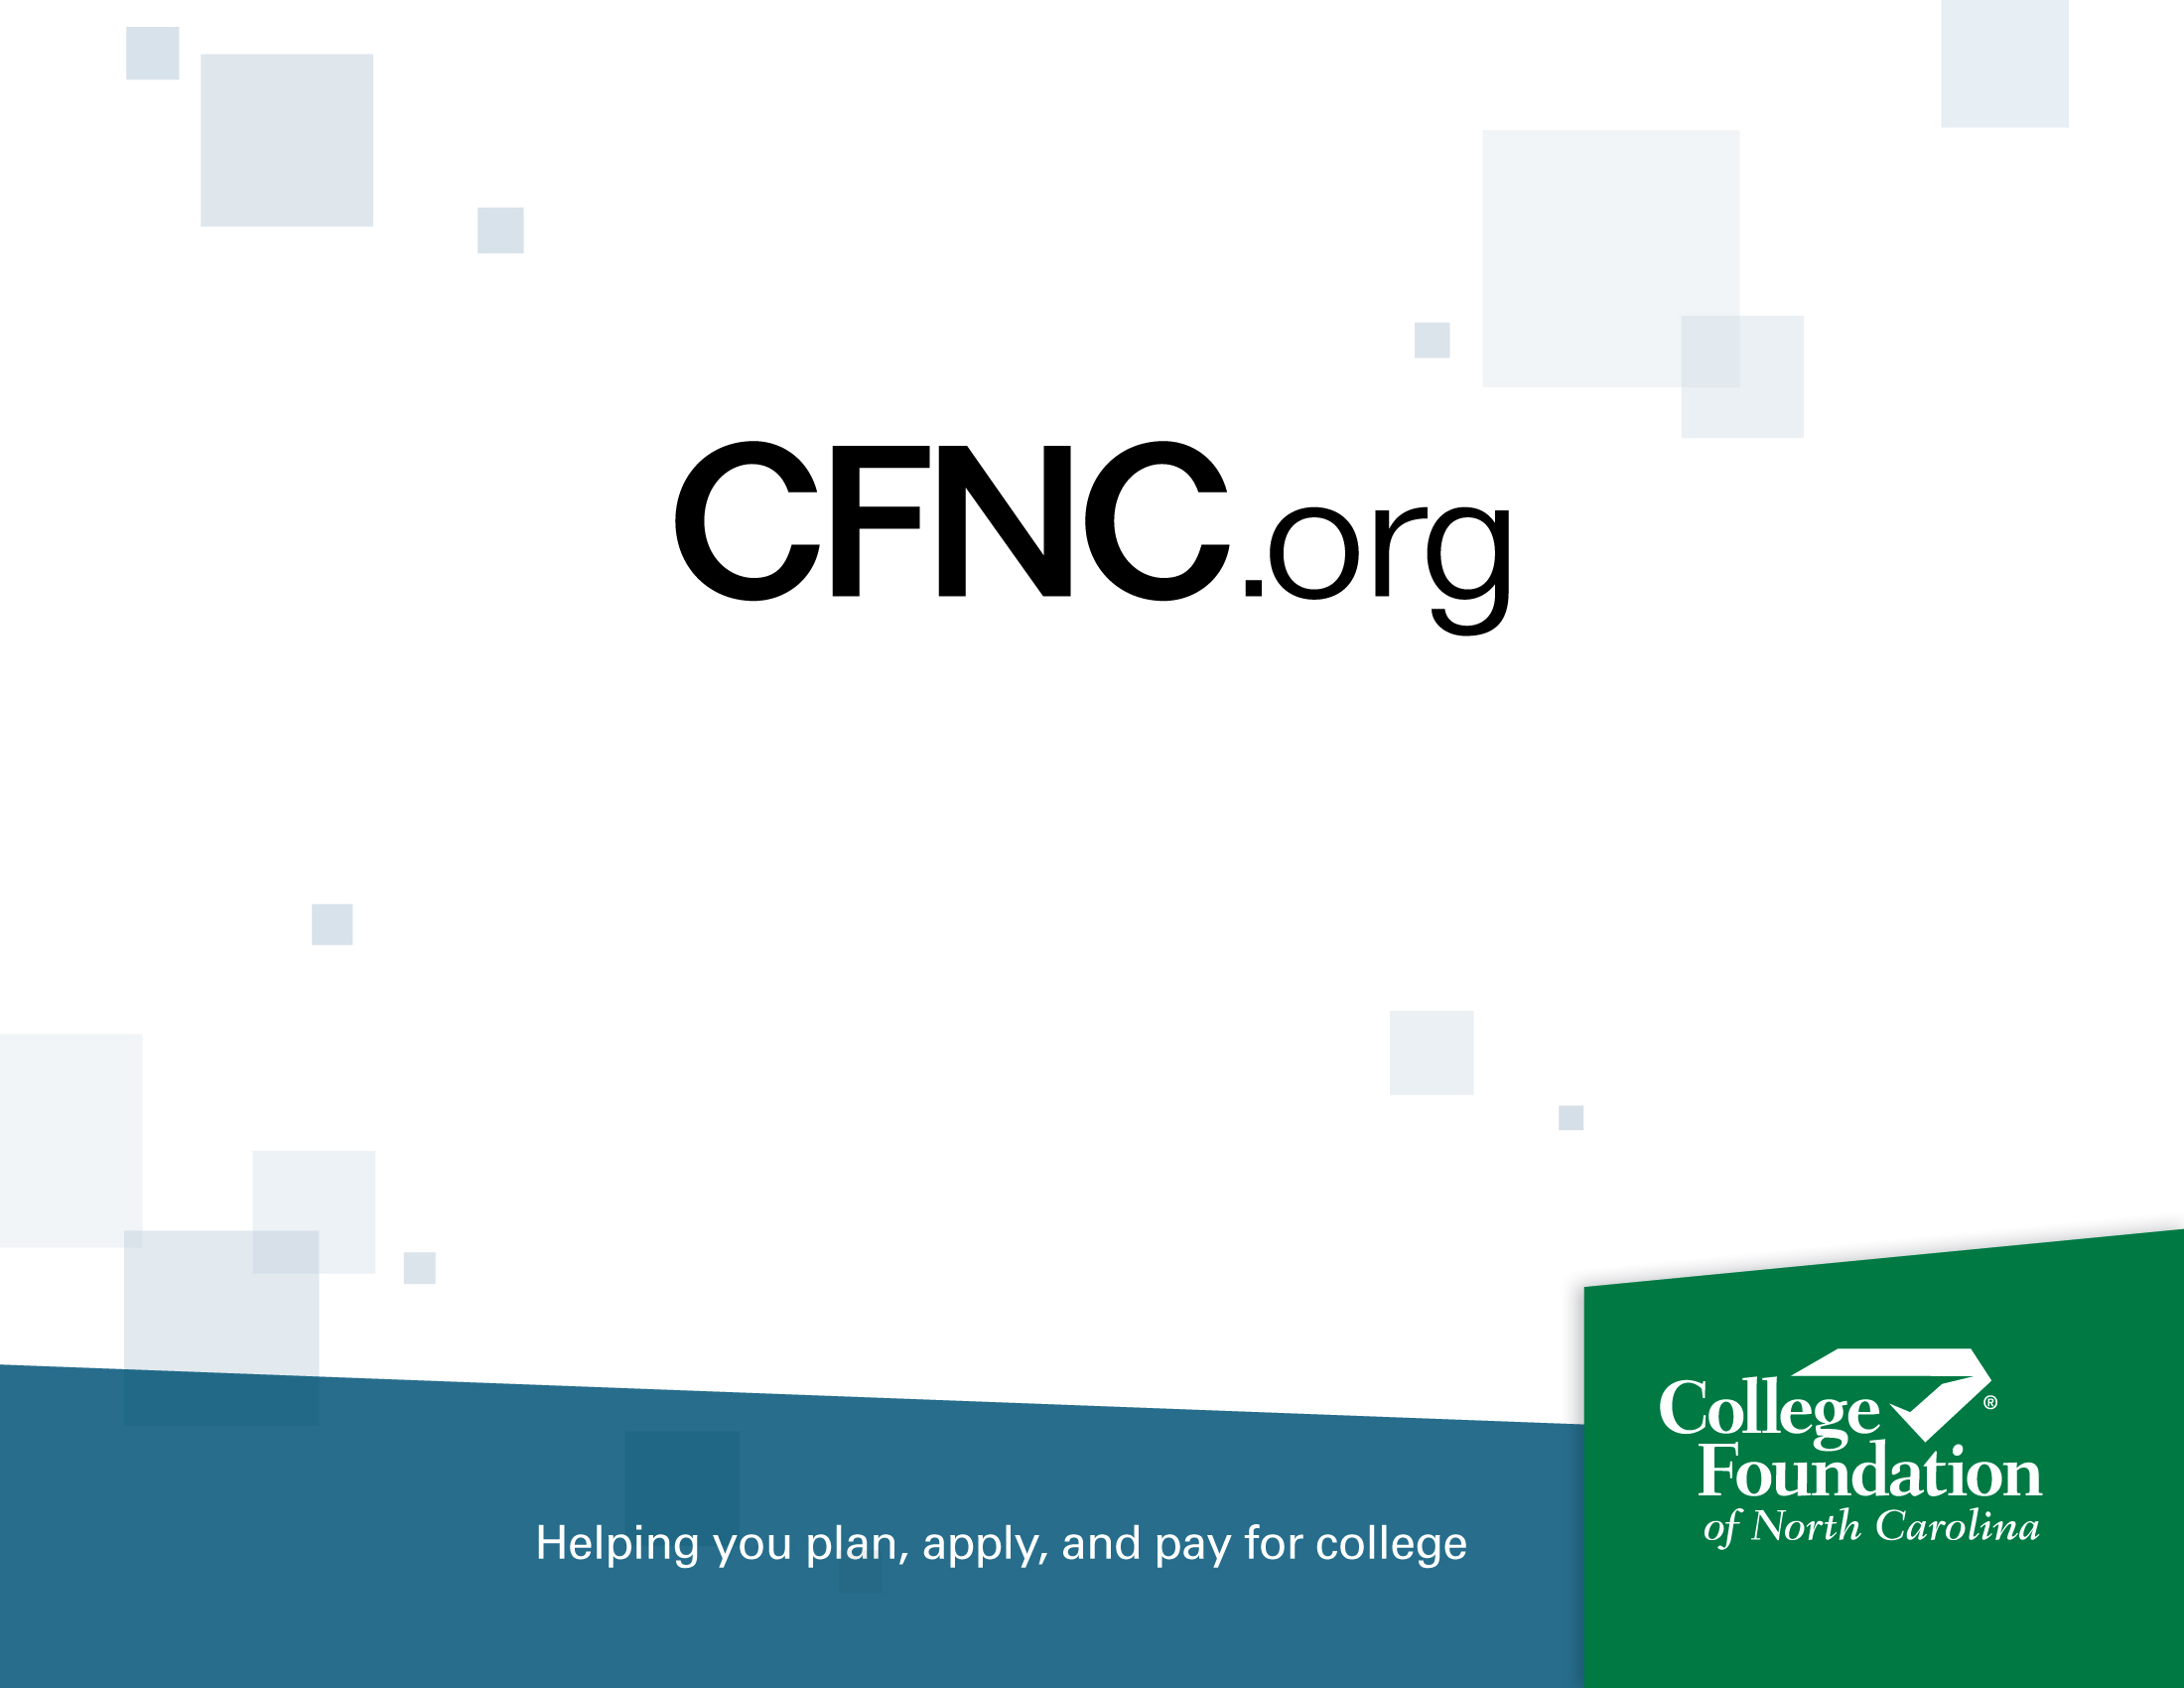 CFNC.org
Helping you plan, apply, and pay for college
College
Foundation
of North Carolina
®